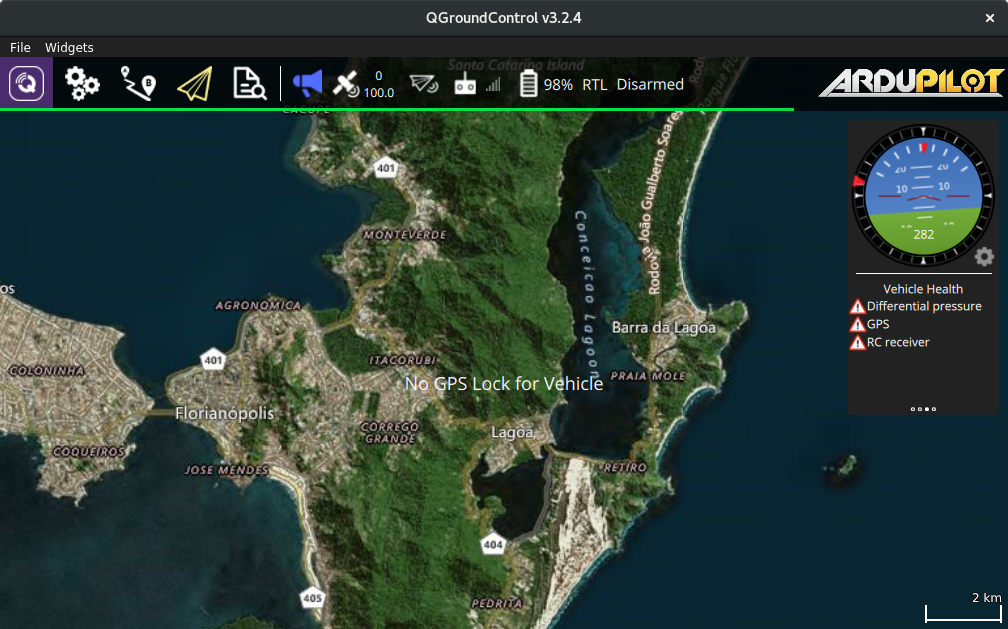 QGroundControl v3.2.4
File Widgets
0
100.0
98% RTL Disarmed
ARDUPILOT
Santa Catarina Island
CACUPE
401
MONTEVERDE
Conceicao Lagoon
Rodovia João Gualberto Soares
AGRONOMICA
Barra da Lagoa
401
ITACORUBI
COLONINHA
PRAIA MOLE
No GPS Lock for Vehicle
Florianópolis
CORREGO
GRANDE
Lagoa
COQUEIROS
JOSE MENDES
RETIRO
404
405
PEDRITA
20 20
10 10
282
Vehicle Health
Differential pressure
GPS
RC receiver
2 km